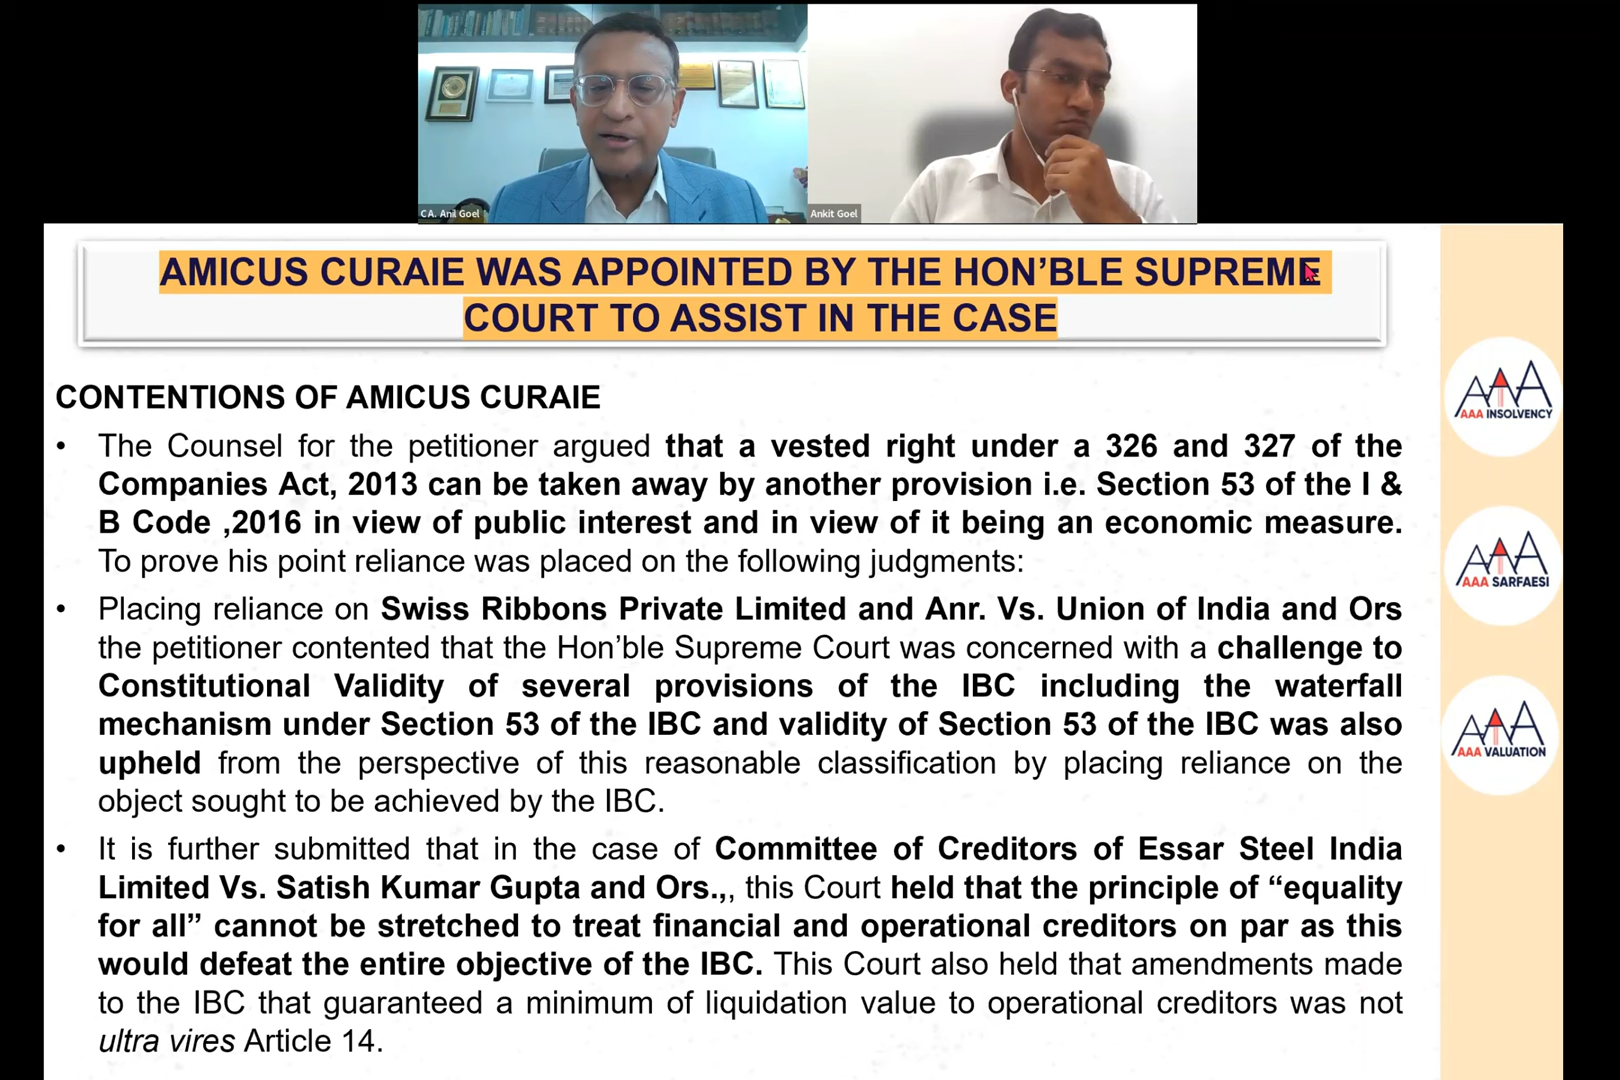 CA. Anil Goel
Ankit Goel
AMICUS CURAIE WAS APPOINTED BY THE HON’BLE SUPREME
COURT TO ASSIST IN THE CASE
CONTENTIONS OF AMICUS CURAIE
• The Counsel for the petitioner argued that a vested right under a 326 and 327 of the
Companies Act, 2013 can be taken away by another provision i.e. Section 53 of the I &
B Code ,2016 in view of public interest and in view of it being an economic measure.
To prove his point reliance was placed on the following judgments:
• Placing reliance on Swiss Ribbons Private Limited and Anr. Vs. Union of India and Ors
the petitioner contented that the Hon’ble Supreme Court was concerned with a challenge to
Constitutional Validity of several provisions of the IBC including the waterfall
mechanism under Section 53 of the IBC and validity of Section 53 of the IBC was also
upheld from the perspective of this reasonable classification by placing reliance on the
object sought to be achieved by the IBC.
• It is further submitted that in the case of Committee of Creditors of Essar Steel India
Limited Vs. Satish Kumar Gupta and Ors.,, this Court held that the principle of “equality
for all” cannot be stretched to treat financial and operational creditors on par as this
would defeat the entire objective of the IBC. This Court also held that amendments made
to the IBC that guaranteed a minimum of liquidation value to operational creditors was not
ultra vires Article 14.
AAA
AAA INSOLVENCY
AAA
AAA SARFAESI
AAA
AAA VALUATION